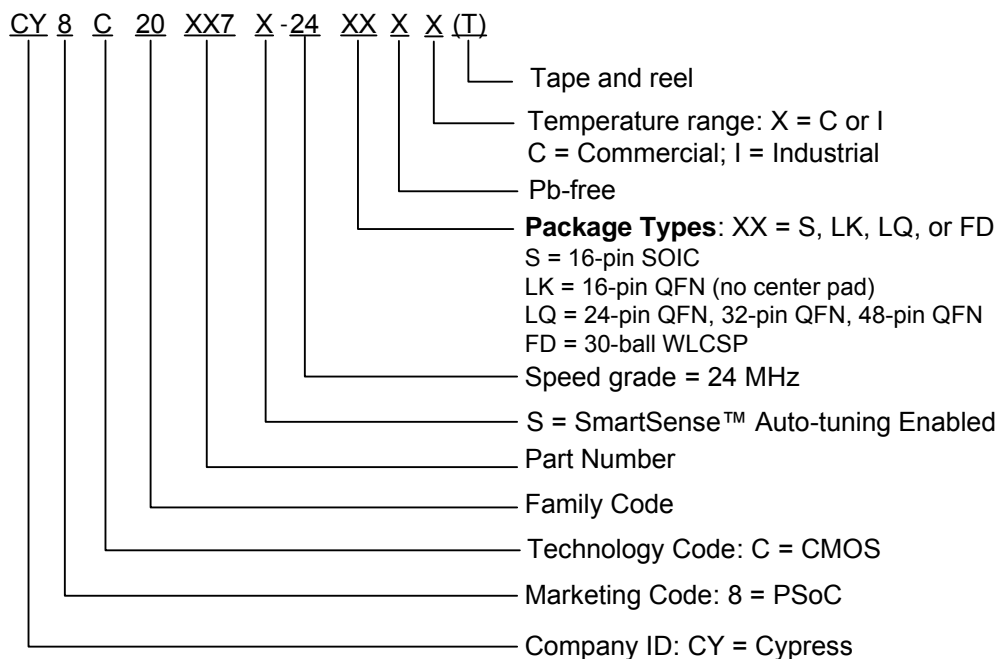 CY 8 C 20 XX7 X - 24 XX X X (T)
Tape and reel
Temperature range: X = C or I
C = Commercial; I = Industrial
Pb-free
Package Types: XX = S, LK, LQ, or FD
S = 16-pin SOIC
LK = 16-pin QFN (no center pad)
LQ = 24-pin QFN, 32-pin QFN, 48-pin QFN
FD = 30-ball WLCSP
Speed grade = 24 MHz
S = SmartSense™ Auto-tuning Enabled
Part Number
Family Code
Technology Code: C = CMOS
Marketing Code: 8 = PSoC
Company ID: CY = Cypress